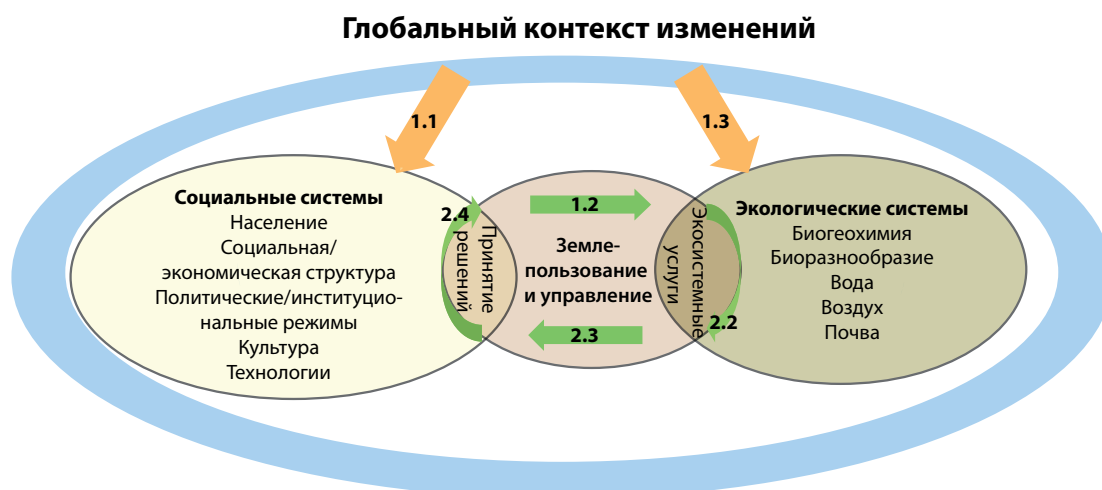 Глобальный контекст изменений
1.1
1.3
Социальные системы
Население
Социальная/
экономическая структура
Политические/институцио-
нальные режимы
Культура
Технологии
2.4
Принятие
решений
1.2
Земле-
пользование
и управление
2.3
Экосистемные
услуги
2.2
Экологические системы
Биогеохимия
Биоразнообразие
Вода
Воздух
Почва